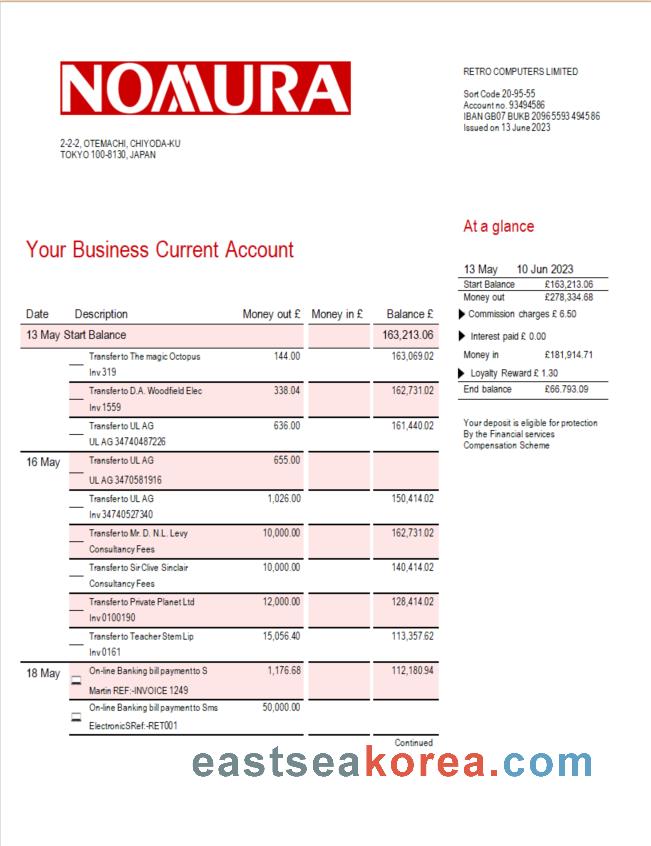 NOMURA
2-2-2, OTEMACHI, CHIYODA-KU
TOKYO 100-8130, JAPAN
RETRO COMPUTERS LIMITED
Sort Code 20-95-55
Account no. 93494586
IBAN GB07 BUKB 2096 5593 4945 86
Issued on 13 June 2023
Your Business Current Account
At a glance
13 May 10 Jun 2023
Start Balance £163,213.06
Money out £278,334.68
Commission charges £ 6.50
Interest paid £ 0.00
Money in £181,914.71
Loyalty Reward £ 1.30
End balance £66.793.09
Your deposit is eligible for protection
By the Financial services
Compensation Scheme
Date Description Money out £ Money in £ Balance £
13 May Start Balance 163,213.06
Transfer to The magic Octopus 144.00 163,069.02
Inv 319
Transfer to D.A. Woodfield Elec 338.04 162,731.02
Inv 1559
Transfer to UL AG 636.00 161,440.02
UL AG 34740487226
16 May Transfer to UL AG 655.00
UL AG 3470581916
Transfer to UL AG 1,026.00 150,414.02
Inv 34740527340
Transfer to Mr. D. N.L. Levy 10,000.00 162,731.02
Consultancy Fees
Transfer to Sir Clive Sinclair 10,000.00 140,414.02
Consultancy Fees
Transfer to Private Planet Ltd 12,000.00 128,414.02
Inv 0100190
Transfer to Teacher Stem Lip 15,056.40 113,357.62
Inv 0161
18 May On-line Banking bill payment to S 1,176.68 112,180.94
Martin REF:-INVOICE 1249
On-line Banking bill payment to Sms 50,000.00
ElectronicSRef:-RET001
Continued
eastseakorea.com